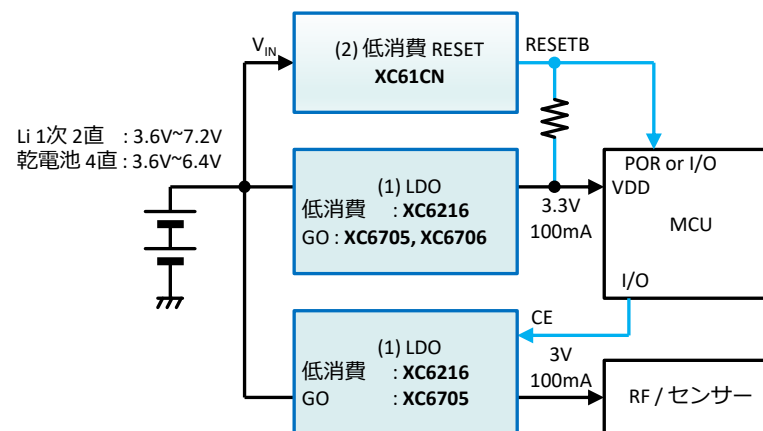 V_IN
(2) 低消費 RESET
XC61CN
RESETB
Li 1次 2直 : 3.6V~7.2V
乾電池 4直 : 3.6V~6.4V
(1) LDO
低消費 : XC6216
GO : XC6705, XC6706
3.3V
100mA
POR or I/O
VDD
MCU
I/O
CE
(1) LDO
低消費 : XC6216
GO : XC6705
3V
100mA
RF / センサー